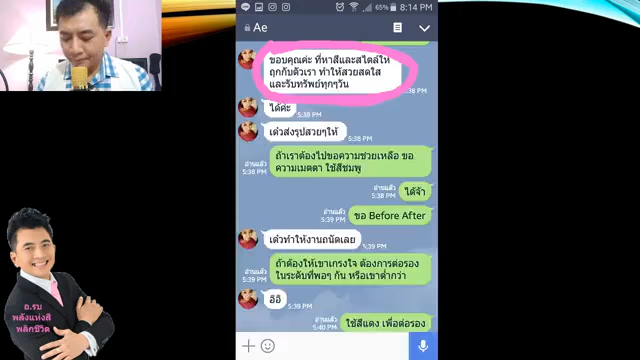 65% 8:14 PM
Ae
ขอบคุณค่ะ ที่หาสีและสไตล์ให้
ถูกกับตัวเรา ทำให้สวยสดใส
และรับทรัพย์ทุกๆวัน
:38 PM
ได้ค่ะ
5:38 PM
เด๋วส่งรูปสวยๆให้
5:38 PM
ถ้าเราต้องไปขอความช่วยเหลือ ขอ
ความเมตตา ใช้สีชมพู
อ่านแล้ว
5:38 PM
ได้จ้า
อ่านแล้ว
5:38 PM
ขอ Before After
อ่านแล้ว
5:39 PM
เด๋วทำให้งานถนัดเลย
5:39 PM
ถ้าต้องให้เขาเกรงใจ ต้องการต่อรอง
ในระดับที่พอๆ กัน หรือเขาต่ำกว่า
อ่านแล้ว
5:39 PM
อิอิ
5:39 PM
ใช้สีแดง เพื่อต่อรอง
อ่านแล้ว
5:40 PM
อ.รบ
พลังแห่งสี
พลิกชีวิต